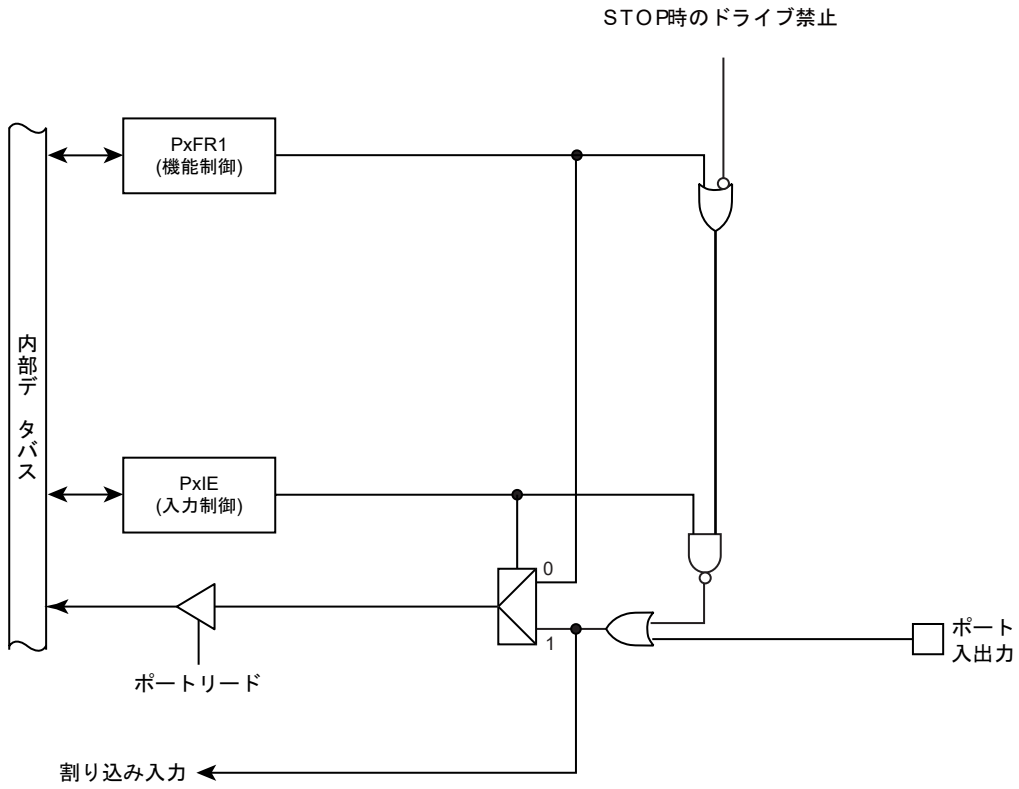 STOP時のドライブ禁止
PxFR1
(機能制御)
内部デ タバス
PxIE
(入力制御)
0
1
ポート
入出力
ポートリード
割り込み入力